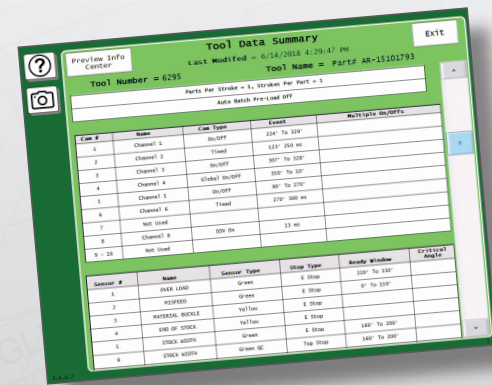 Preview Info
Center
Tool Data Summary
Exit
Last Modifed - 6/14/2018 4:29:47 PM
Tool Number = 6295
Tool Name = Part# AR-15101793
Parts Per Stroke = 1, Strokes Per Part = 1
Auto Batch Pre-Load Off
Cam # Name Cam Type Event Multiple On/Offs
1 Channel 1 On/Off 224° To 329°
2 Channel 2 Timed 123° 250 ms
3 Channel 3 On/Off 307° To 328°
4 Channel 4 Global On/Off 350° To 10°
5 Channel 5 On/Off 90° To 270°
6 Channel 6 Timed 270° 300 ms
7 Not Used
8 Channel 8 DSV On 13 ms
9 - 16 Not Used
Sensor # Name Sensor Type Stop Type Ready Window Critical
Angle
1 OVER LOAD Green E Stop 220° To 330°
2 MISFEED Green E Stop 0° To 150°
3 MATERIAL BUCKLE Yellow E Stop
4 END OF STOCK Yellow E Stop
5 STOCK WIDTH Green E Stop 160° To 200°
6 STOCK WIDTH Green QC Top Stop 160° To 200°